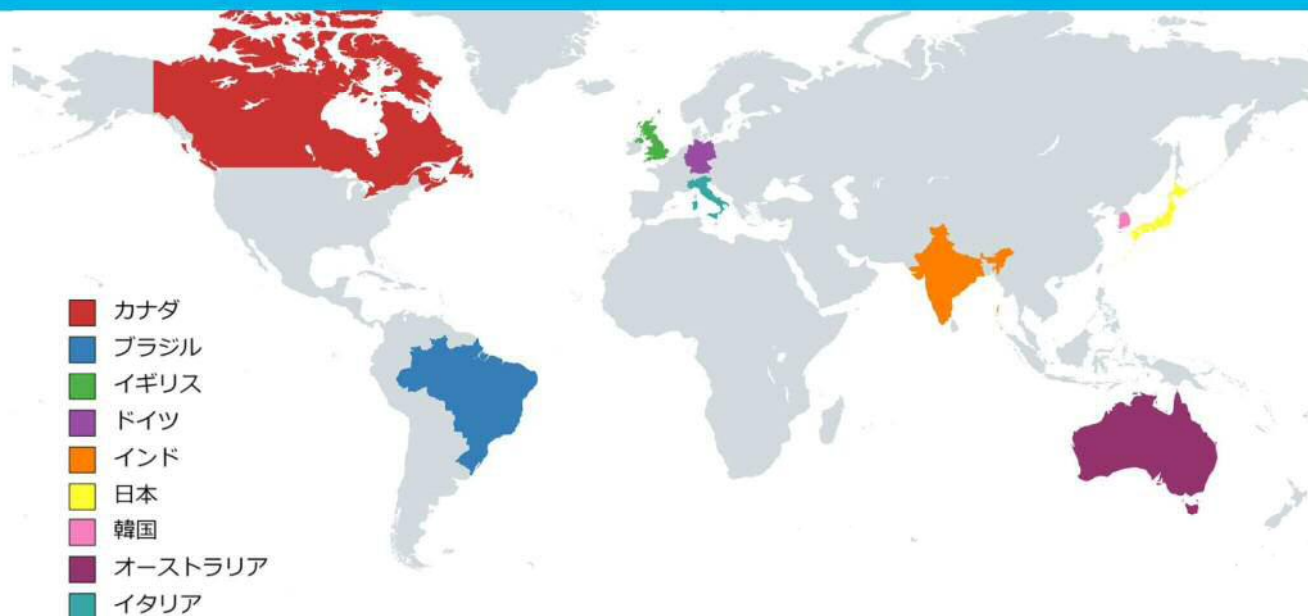 カナダ
ブラジル
イギリス
ドイツ
インド
日本
韓国
オーストラリア
イタリア